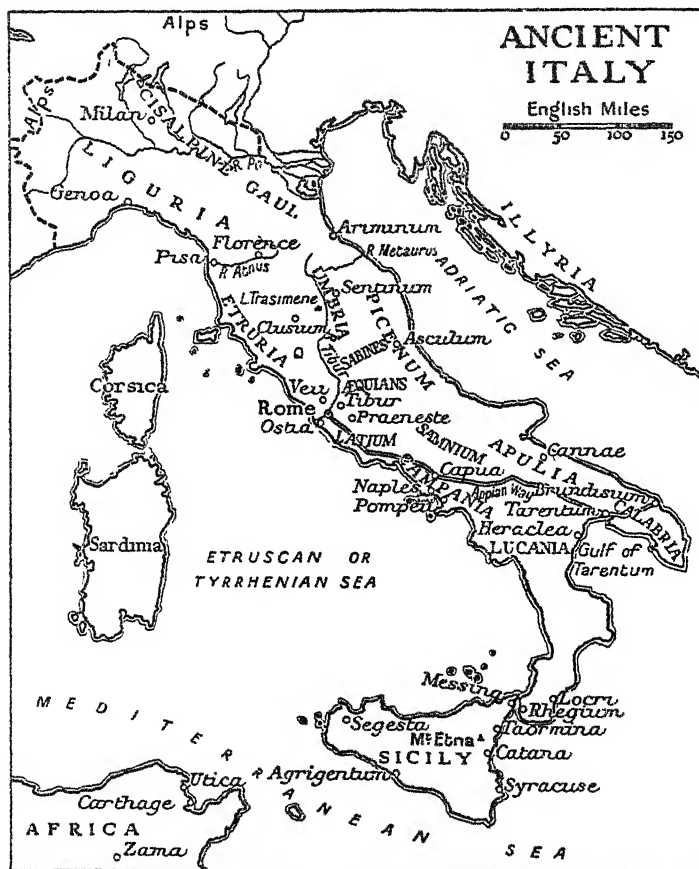 Alps
ANCIENT
ITALY
English Miles
0 50 100 150
Alps
Milan
CISALPINE GAUL
R. Po
LIGURIA
Genoa
ILLYRIA
Ariminum
Florence
Pisa
R. Arnus
R. Metaurus
ADRIATIC SEA
UMBRIA
Sentinum
L. Trasimene
PICENUM
ETRURIA
Clusium
Asculum
Tibur
SABINES
Corsica
Veii
ÆQUIANS
Tibur
Rome
Praeneste
Ostia
LATIUM
SAMNIUM
APULIA
Cannae
Capua
CAMPANIA
Naples
Appian Way
Brundisium
Pompeii
Tarentum
CALABRIA
Heraclea
Sardinia
LUCANIA
Gulf of
Tarentum
ETRUSCAN OR
TYRRHENIAN SEA
Messina
Locri
Rhegium
Taormina
Segesta
Mt. Etna
SICILY
Catana
MEDITERRANEAN SEA
Utica
Agrigentum
Syracuse
Carthage
AFRICA
Zama